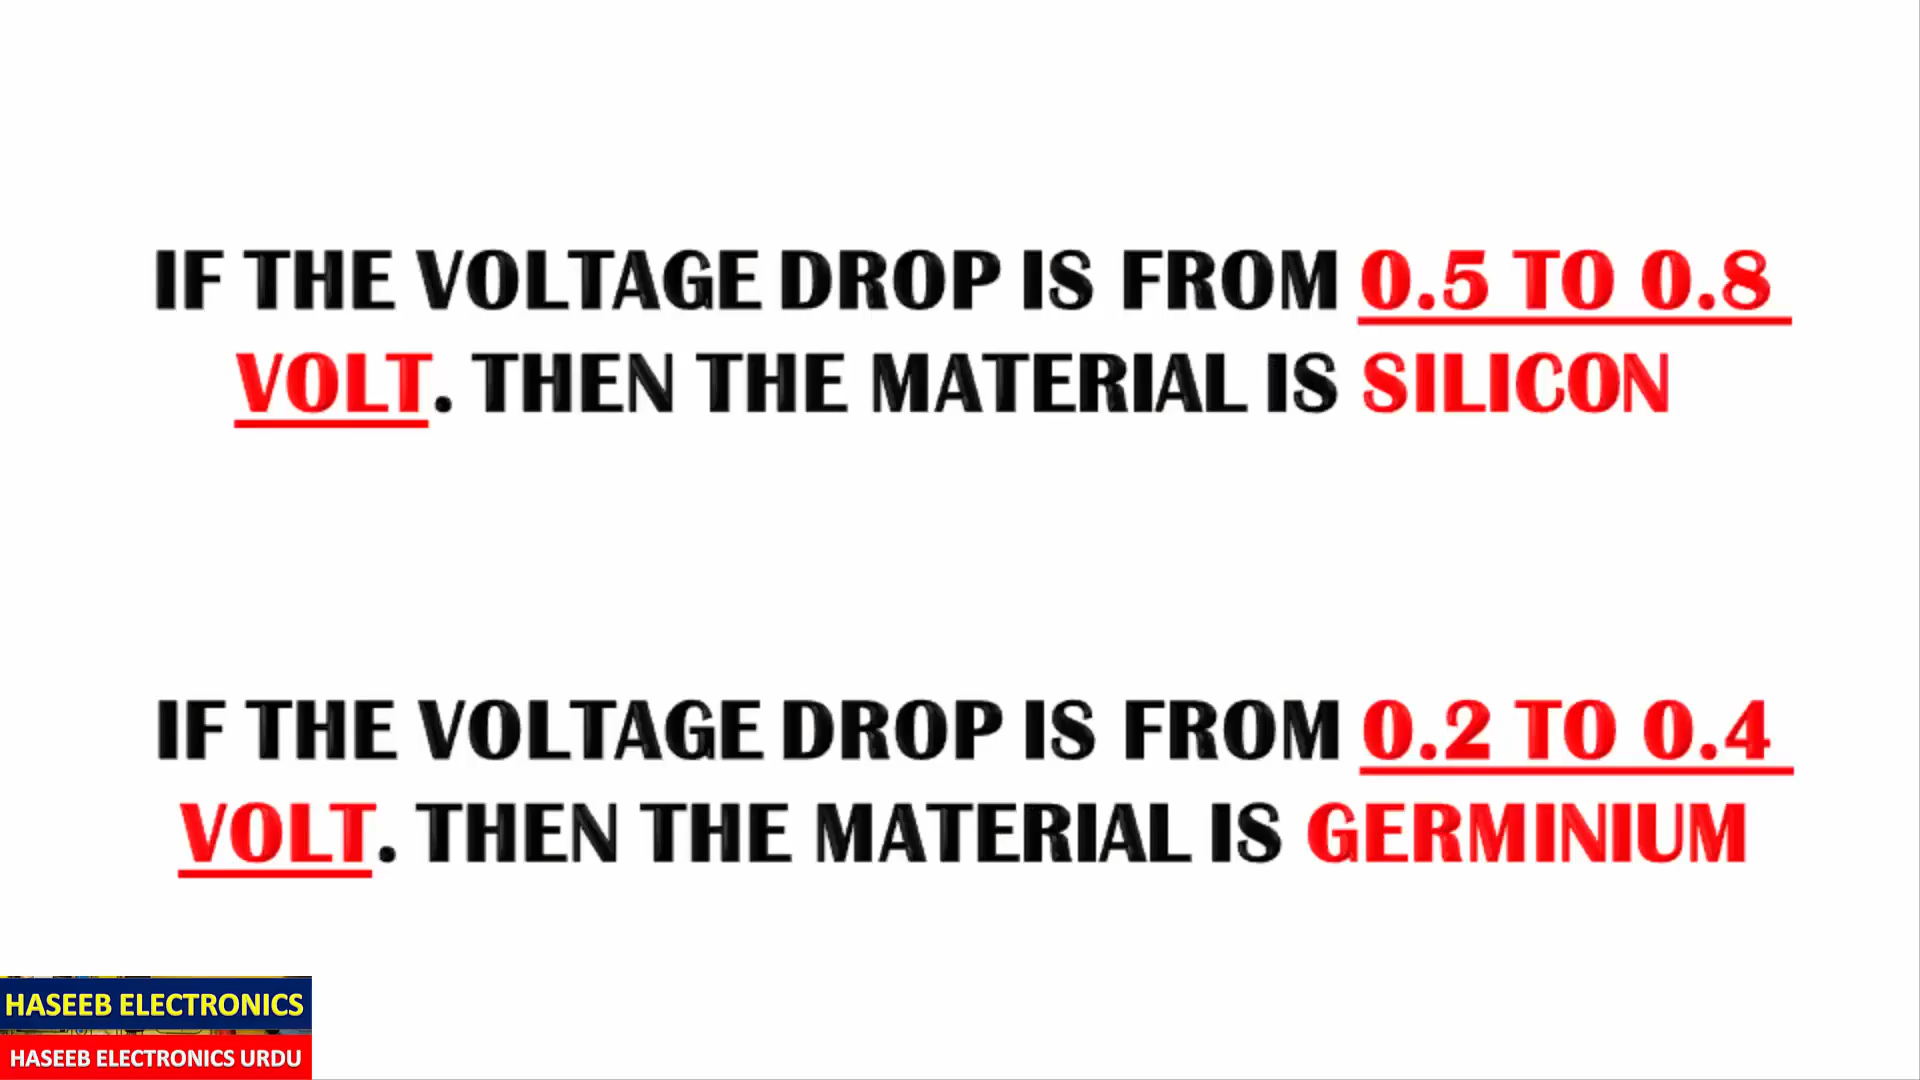 IF THE VOLTAGE DROP IS FROM 0.5 TO 0.8
VOLT. THEN THE MATERIAL IS SILICON
IF THE VOLTAGE DROP IS FROM 0.2 TO 0.4
VOLT. THEN THE MATERIAL IS GERMINIUM
HASEEB ELECTRONICS
HASEEB ELECTRONICS URDU